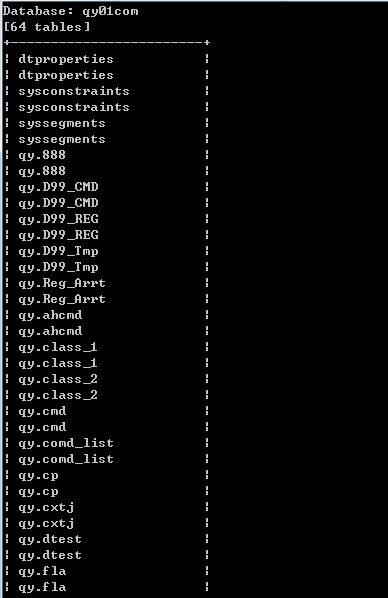 Database: qy01com
[64 tables]
+------------------------+
¦ dtproperties ¦
¦ dtproperties ¦
¦ sysconstraints ¦
¦ sysconstraints ¦
¦ syssegments ¦
¦ syssegments ¦
¦ qy.888 ¦
¦ qy.888 ¦
¦ qy.D99_CMD ¦
¦ qy.D99_CMD ¦
¦ qy.D99_REG ¦
¦ qy.D99_REG ¦
¦ qy.D99_Tmp ¦
¦ qy.D99_Tmp ¦
¦ qy.Reg_Arrt ¦
¦ qy.Reg_Arrt ¦
¦ qy.ahcmd ¦
¦ qy.ahcmd ¦
¦ qy.class_1 ¦
¦ qy.class_1 ¦
¦ qy.class_2 ¦
¦ qy.class_2 ¦
¦ qy.cmd ¦
¦ qy.cmd ¦
¦ qy.comd_list ¦
¦ qy.comd_list ¦
¦ qy.cp ¦
¦ qy.cp ¦
¦ qy.cxtj ¦
¦ qy.cxtj ¦
¦ qy.dtest ¦
¦ qy.dtest ¦
¦ qy.fla ¦
¦ qy.fla ¦